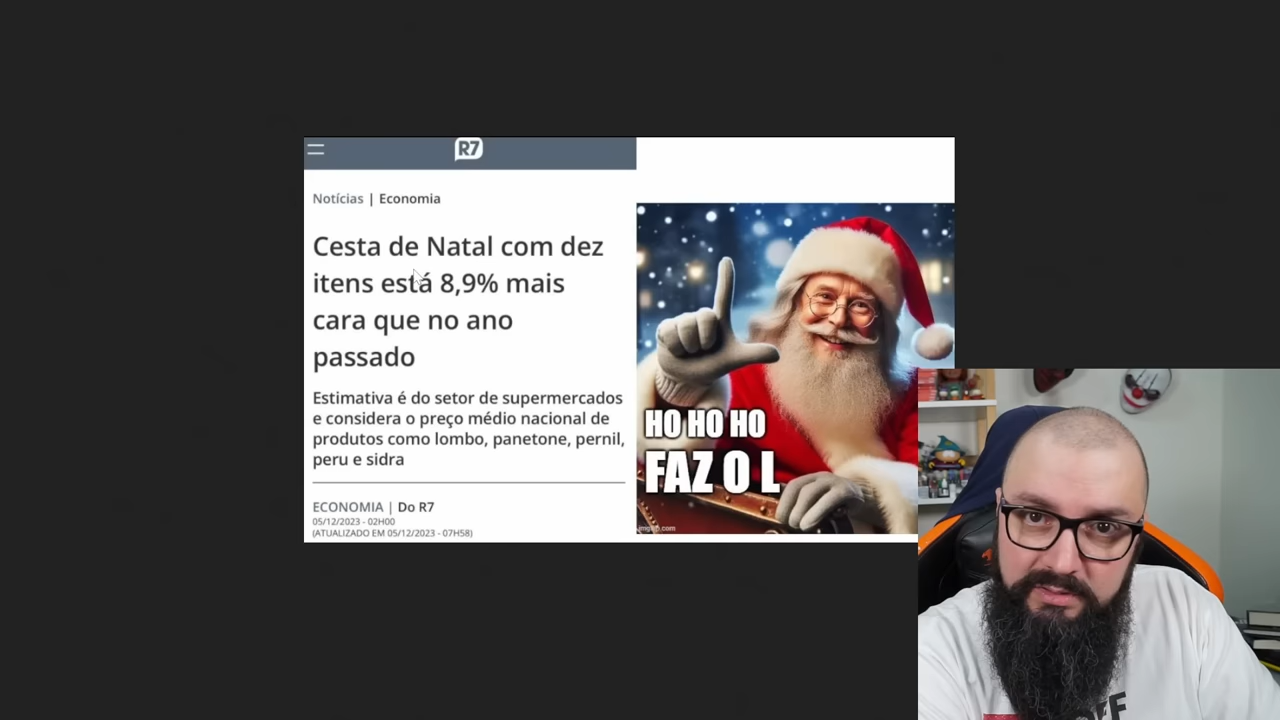 R7
Notícias | Economia
Cesta de Natal com dez
itens está 8,9% mais
cara que no ano
passado
Estimativa é do setor de supermercados
e considera o preço médio nacional de
produtos como lombo, panetone, pernil,
peru e sidra
ECONOMIA | Do R7
05/12/2023 - 02H00
(ATUALIZADO EM 05/12/2023 - 07H58)
HO HO HO
FAZ O L
imgflip.com